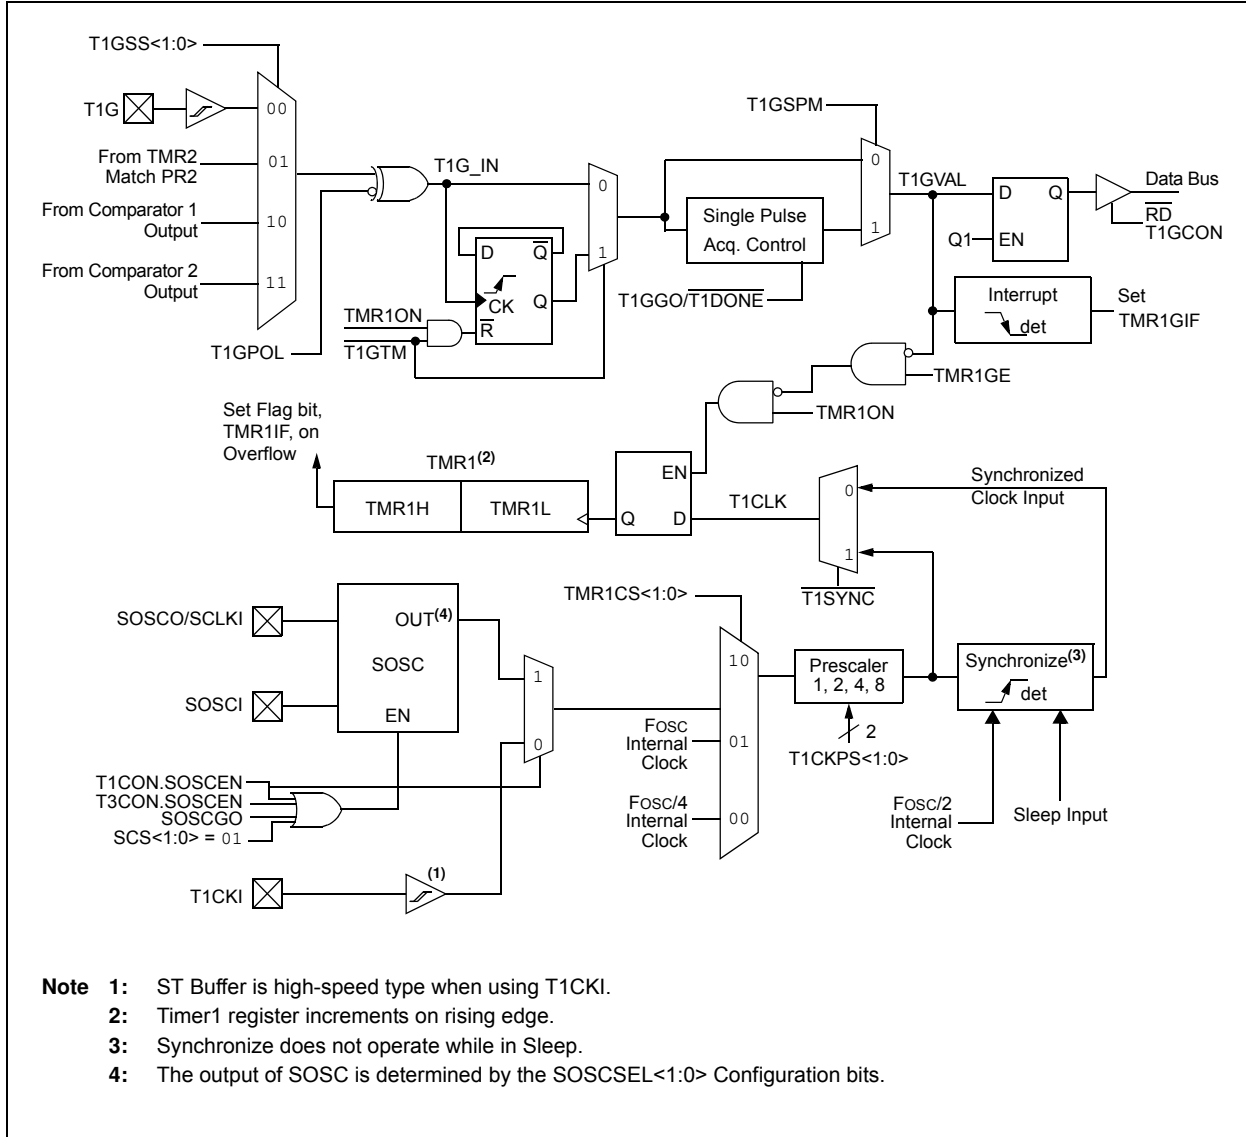 T1GSS<1:0>
T1G
00
From TMR2
Match PR2
01
From Comparator 1
Output
10
From Comparator 2
Output
11
T1GPOL
T1G_IN
0
1
D
Q
CK
Q
R
TMR1ON
T1GTM
T1GSPM
0
1
Single Pulse
Acq. Control
T1GGO/T1DONE
T1GVAL
D
Q
Q1
EN
Data Bus
RD
T1GCON
Interrupt
det
Set
TMR1GIF
TMR1GE
TMR1ON
Set Flag bit,
TMR1IF, on
Overflow
TMR1(2)
TMR1H
TMR1L
EN
Q
D
T1CLK
0
1
T1SYNC
Synchronized
Clock Input
SOSCO/SCLKI
SOSCI
OUT(4)
SOSC
EN
1
0
T1CON.SOSCEN
T3CON.SOSCEN
SOSCGO
SCS<1:0> = 01
T1CKI
(1)
TMR1CS<1:0>
10
FOSC
Internal
Clock
01
FOSC/4
Internal
Clock
00
Prescaler
1, 2, 4, 8
2
T1CKPS<1:0>
Synchronize(3)
det
FOSC/2
Internal
Clock
Sleep Input
Note 1: ST Buffer is high-speed type when using T1CKI.
2: Timer1 register increments on rising edge.
3: Synchronize does not operate while in Sleep.
4: The output of SOSC is determined by the SOSCSEL<1:0> Configuration bits.